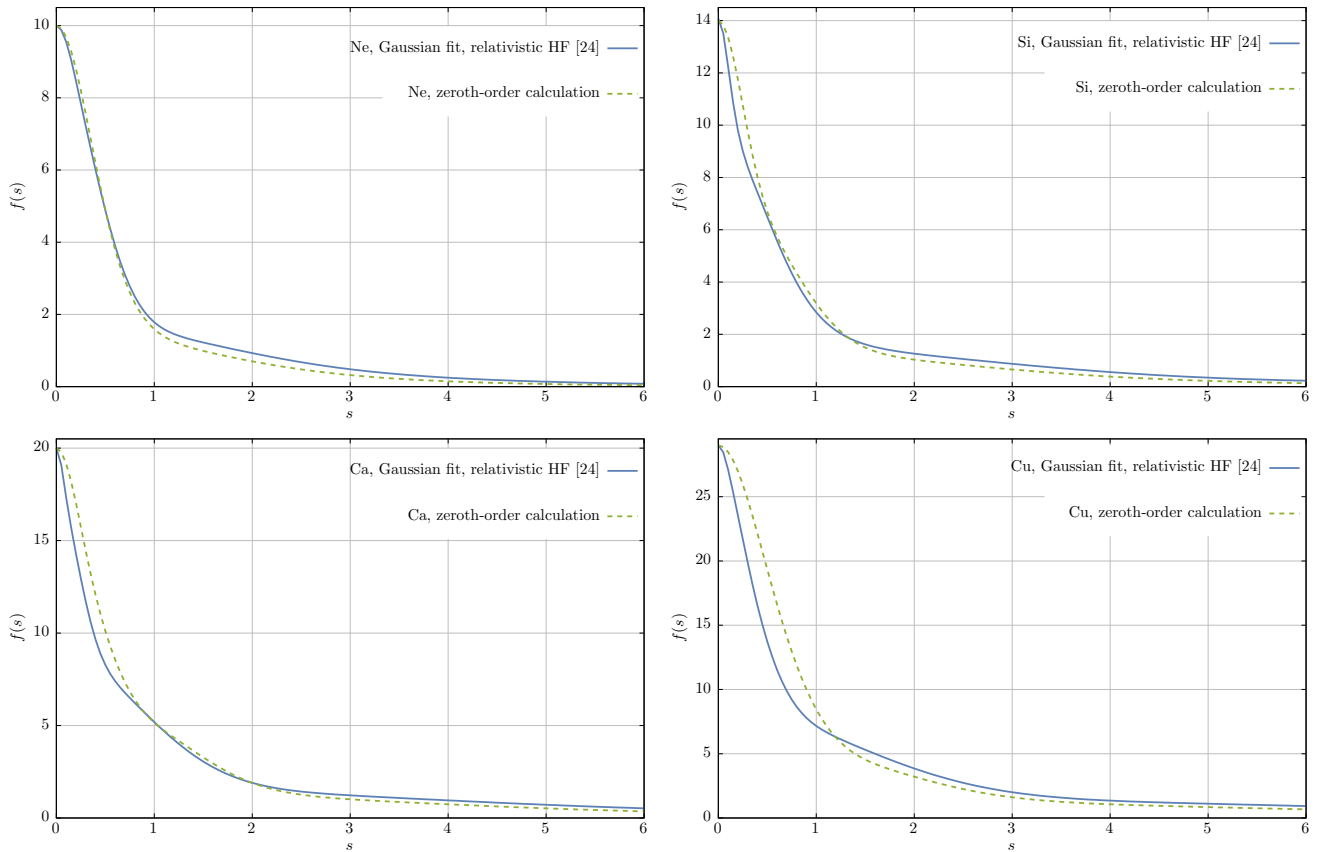 Ne, Gaussian fit, relativistic HF [24]
Ne, zeroth-order calculation
f(s)
10
8
6
4
2
0
0 1 2 3 4 5 6
s
Si, Gaussian fit, relativistic HF [24]
Si, zeroth-order calculation
f(s)
14
12
10
8
6
4
2
0
0 1 2 3 4 5 6
s
Ca, Gaussian fit, relativistic HF [24]
Ca, zeroth-order calculation
f(s)
20
15
10
5
0
0 1 2 3 4 5 6
s
Cu, Gaussian fit, relativistic HF [24]
Cu, zeroth-order calculation
f(s)
25
20
15
10
5
0
0 1 2 3 4 5 6
s